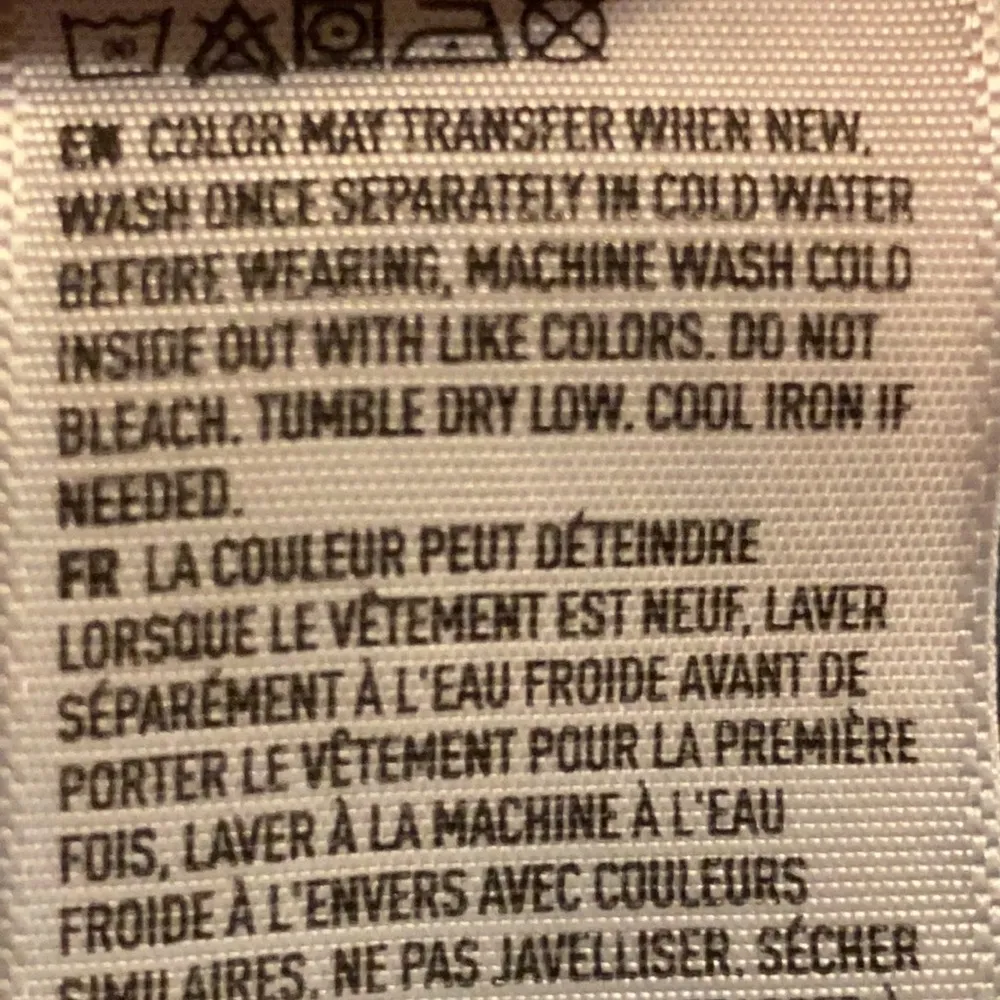 EN COLOR MAY TRANSFER WHEN NEW,
WASH ONCE SEPARATELY IN COLD WATER
BEFORE WEARING, MACHINE WASH COLD
INSIDE OUT WITH LIKE COLORS. DO NOT
BLEACH. TUMBLE DRY LOW. COOL IRON IF
NEEDED.
FR LA COULEUR PEUT DÉTEINDRE
LORSQUE LE VÊTEMENT EST NEUF, LAVER
SÉPARÉMENT À L'EAU FROIDE AVANT DE
PORTER LE VÊTEMENT POUR LA PREMIÈRE
FOIS, LAVER À LA MACHINE À L'EAU
FROIDE À L'ENVERS AVEC COULEURS
SIMILAIRES. NE PAS JAVELLISER. SÉCHER